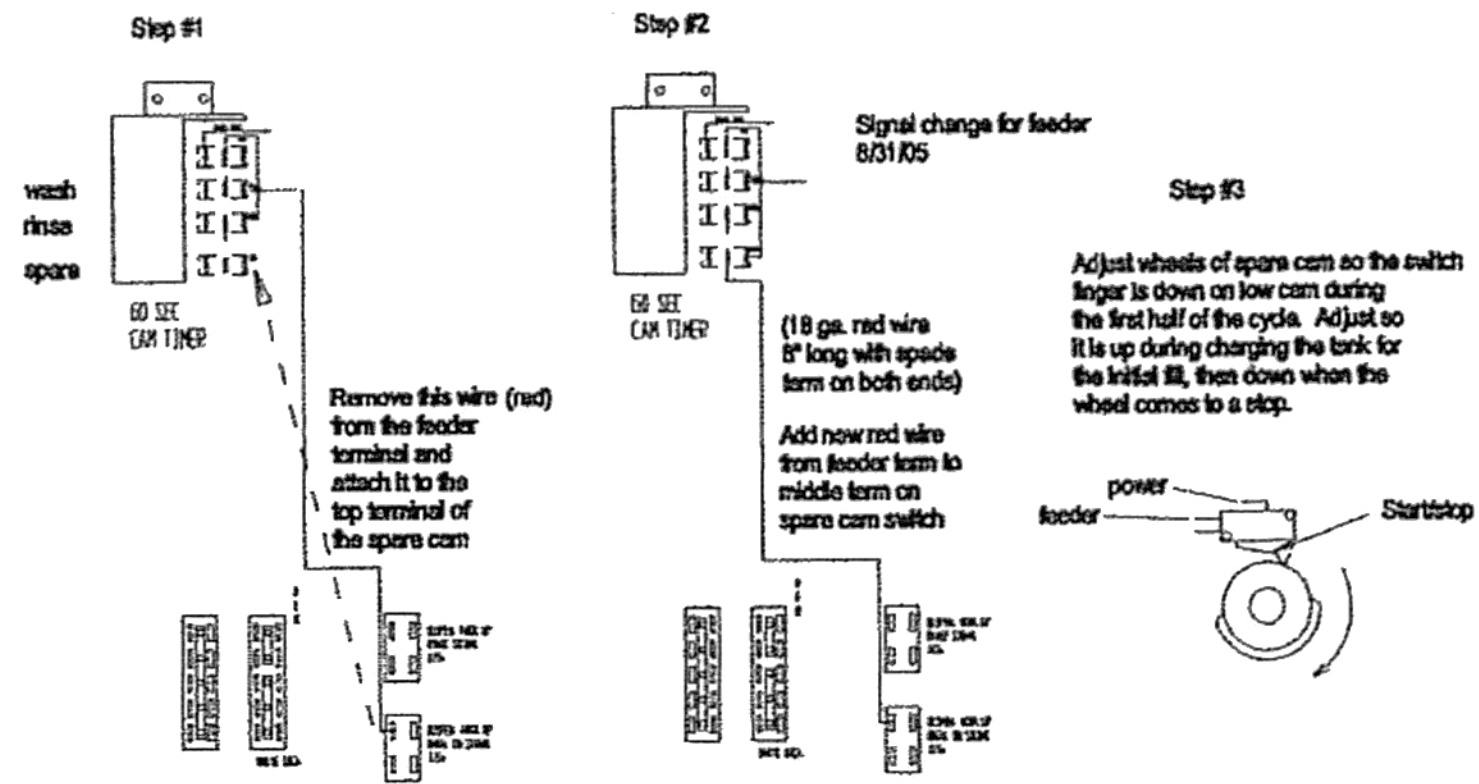 Step #1
wash
rinse
spare
60 SEC
CAM TIMER
Remove this wire (red)
from the feeder
terminal and
attach it to the
top terminal of
the spare cam
Step #2
Signal change for feeder
8/31/05
60 SEC
CAM TIMER
(18 ga. red wire
8" long with spade
term on both ends)
Add new red wire
from feeder term to
middle term on
spare cam switch
Step #3
Adjust wheels of spare cam so the switch
finger is down on low cam during
the first half of the cycle. Adjust so
it is up during charging the tank for
the initial fill, then down when the
wheel comes to a stop.
power
feeder
Start/stop